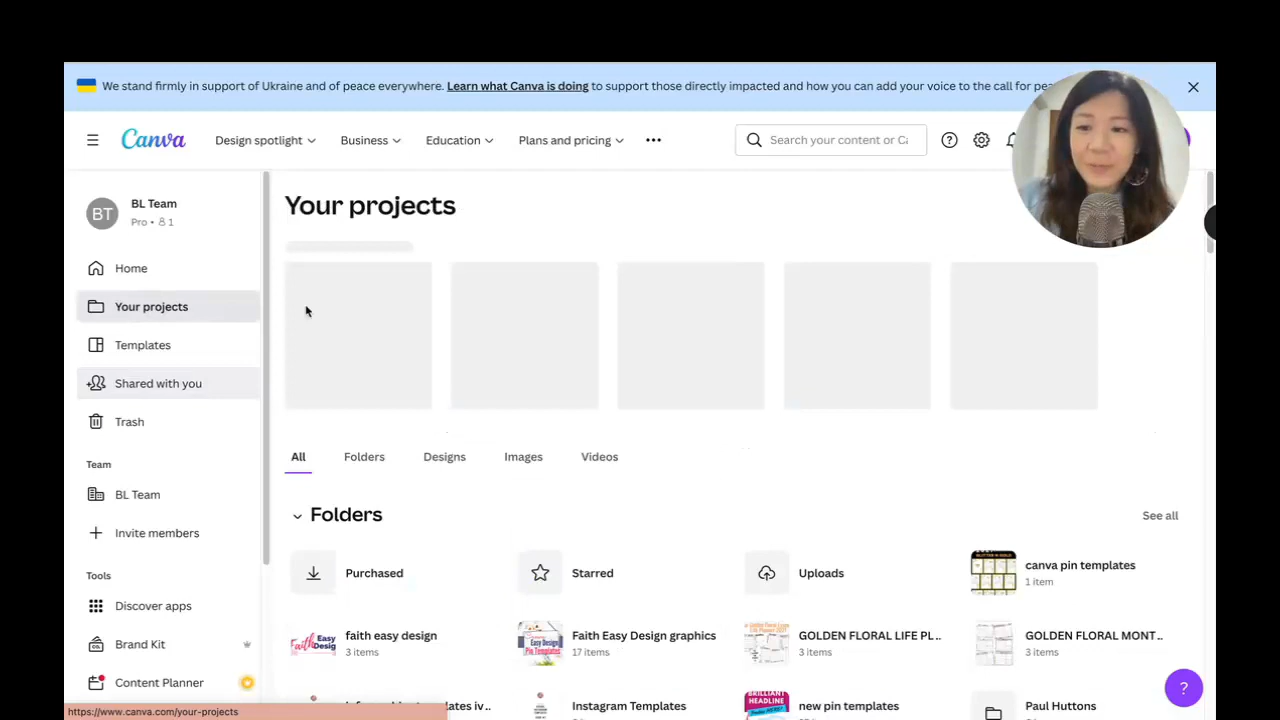 We stand firmly in support of Ukraine and of peace everywhere. Learn what Canva is doing to support those directly impacted and how you can add your voice to the call for
Canva
Design spotlight
Business
Education
Plans and pricing
Search your content or Ca
BT
BL Team
Pro • 1
Home
Your projects
Templates
Shared with you
Trash
Team
BL Team
Invite members
Tools
Discover apps
Brand Kit
Content Planner
https://www.canva.com/your-projects
Your projects
All
Folders
Designs
Images
Videos
Folders
See all
Purchased
Starred
Uploads
canva pin templates
1 item
faith easy design
3 items
Faith Easy Design graphics
17 items
GOLDEN FLORAL LIFE PL..
3 items
GOLDEN FLORAL MONT..
3 items
Instagram Templates
new pin templates
Paul Huttons